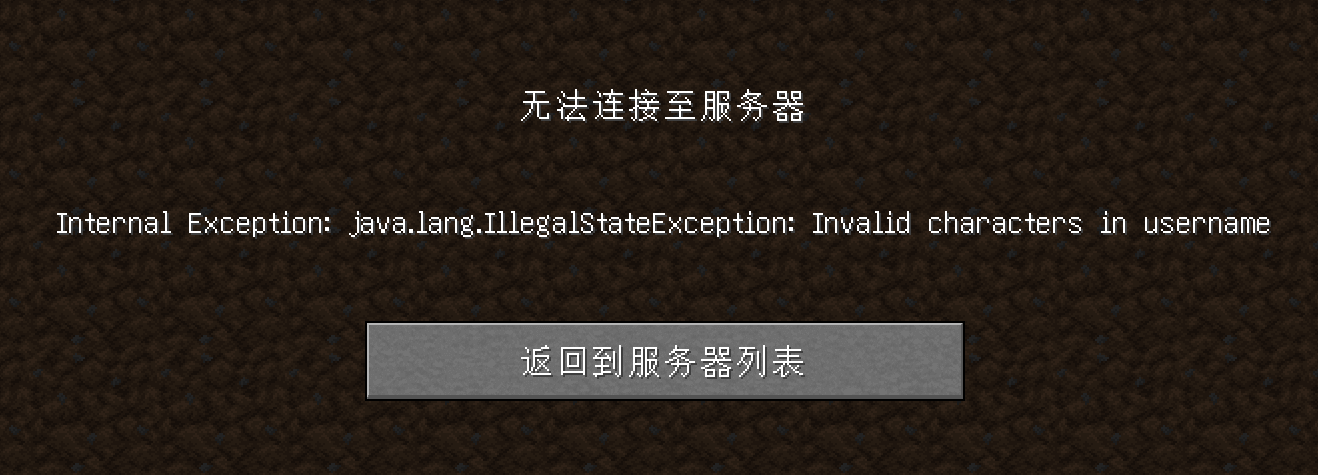 无法连接至服务器
Internal Exception: java.lang.IllegalStateException: Invalid characters in username
返回到服务器列表